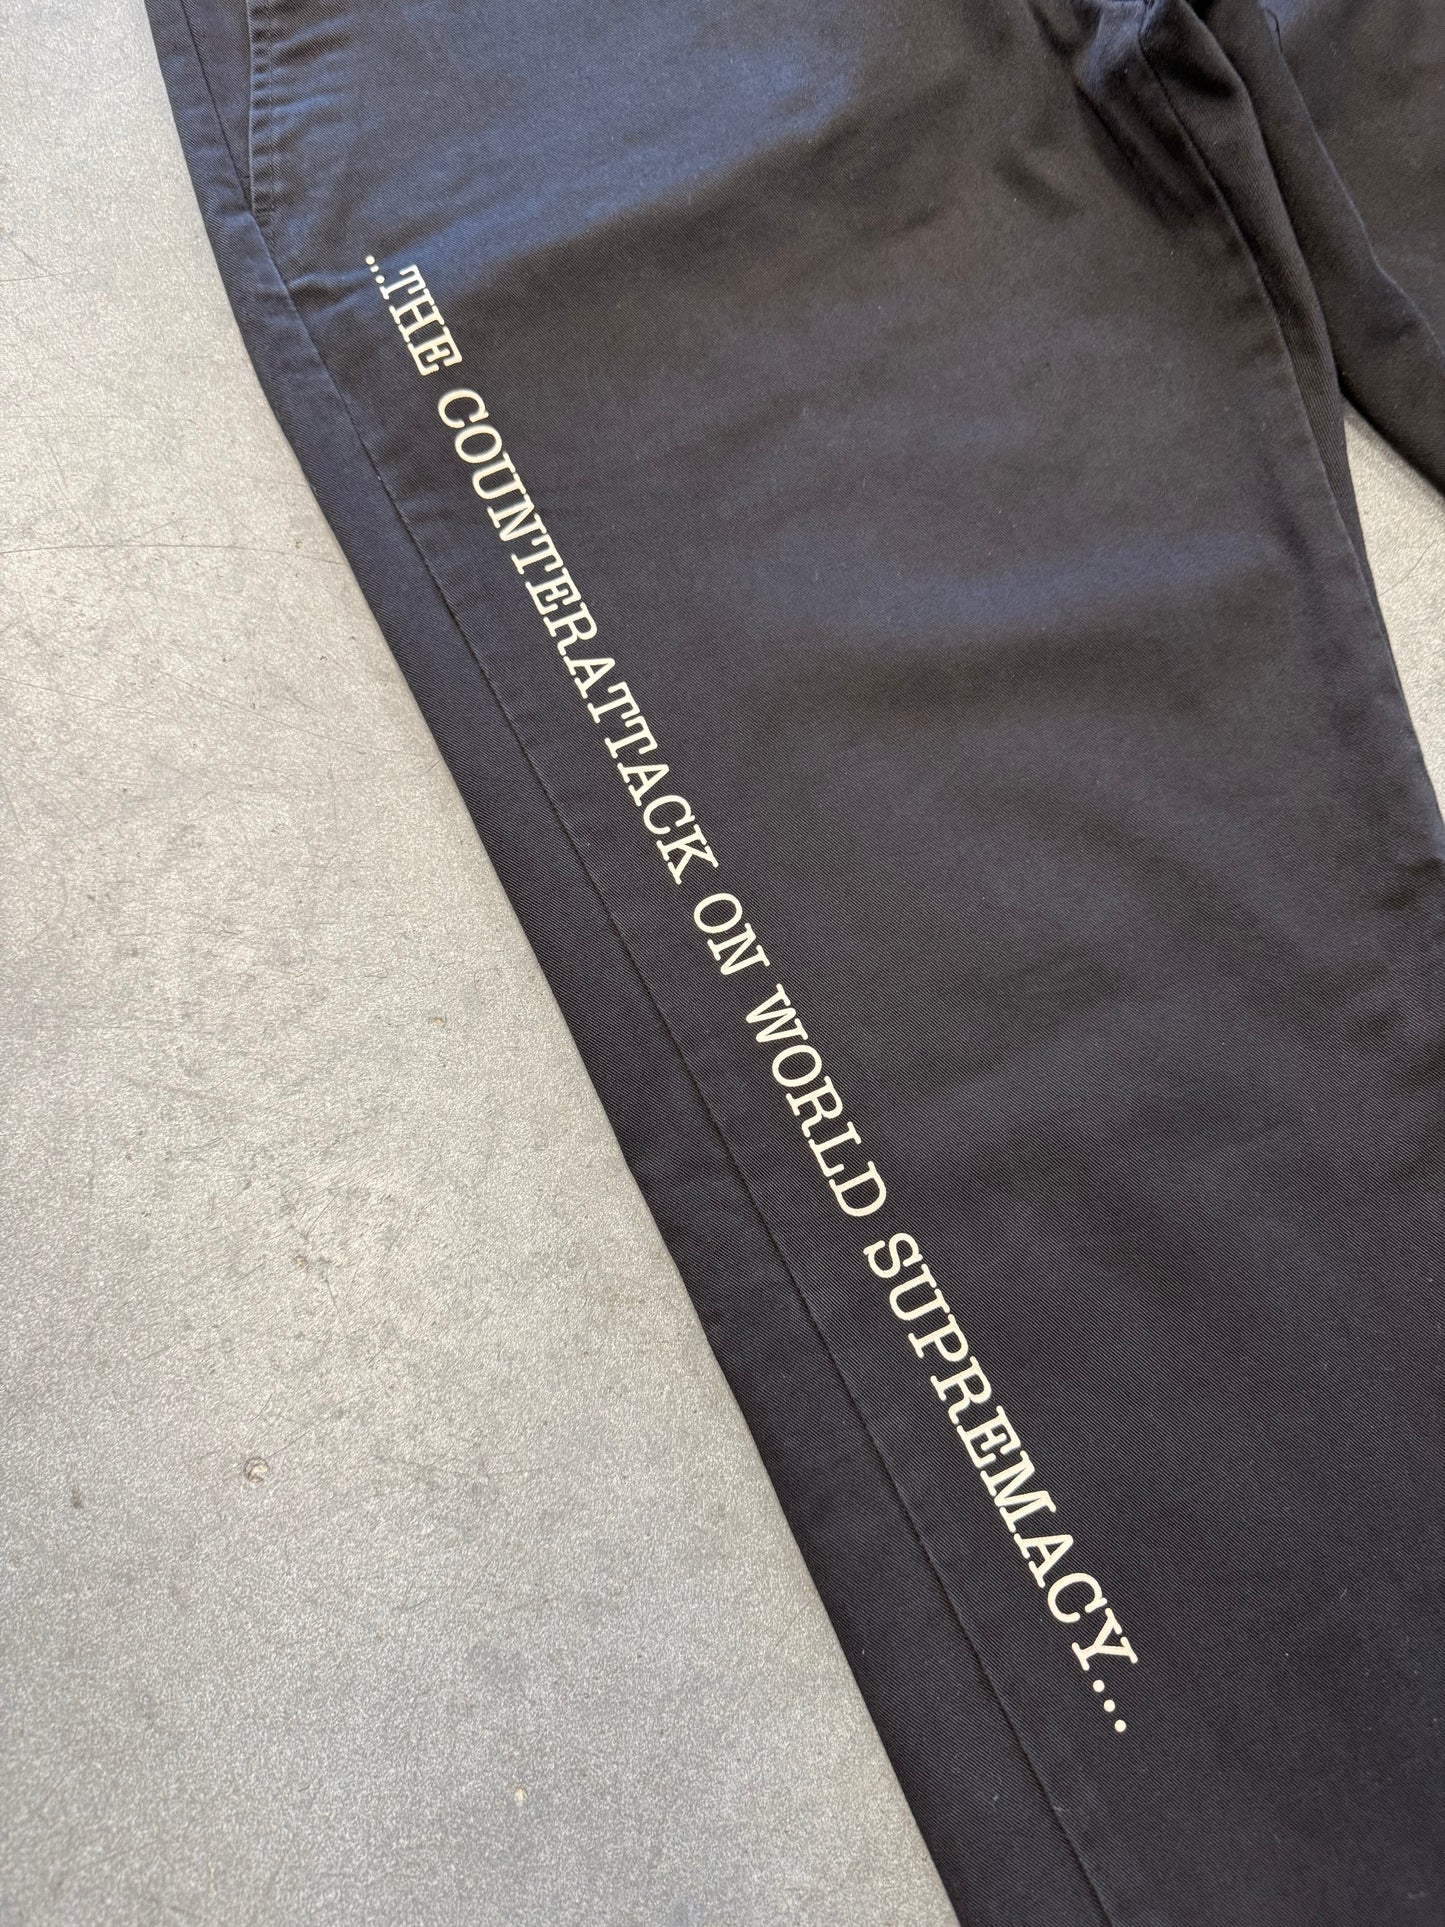 ...THE COUNTERATTACK ON WORLD SUPREMACY...